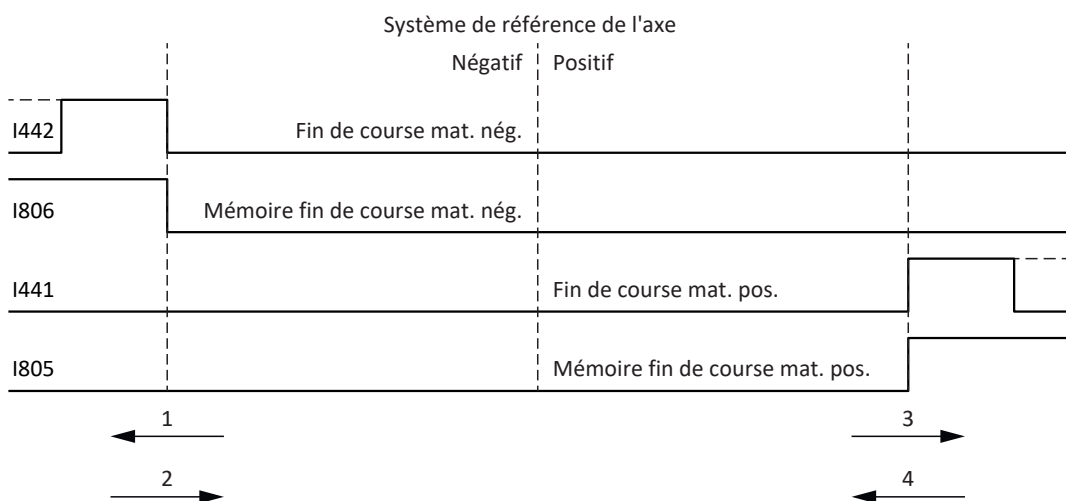 Système de référence de l'axe
Négatif Positif
I442 Fin de course mat. nég.
I806 Mémoire fin de course mat. nég.
I441 Fin de course mat. pos.
I805 Mémoire fin de course mat. pos.
1 3
2 4